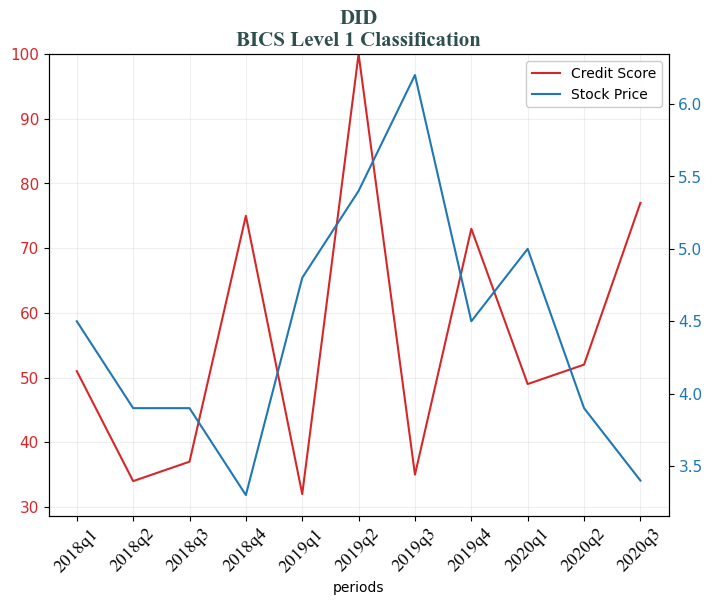 DID
BICS Level 1 Classification
100
90
80
70
60
50
40
30
6.0
5.5
5.0
4.5
4.0
3.5
Credit Score
Stock Price
2018q1
2018q2
2018q3
2018q4
2019q1
2019q2
2019q3
2019q4
2020q1
2020q2
2020q3
periods